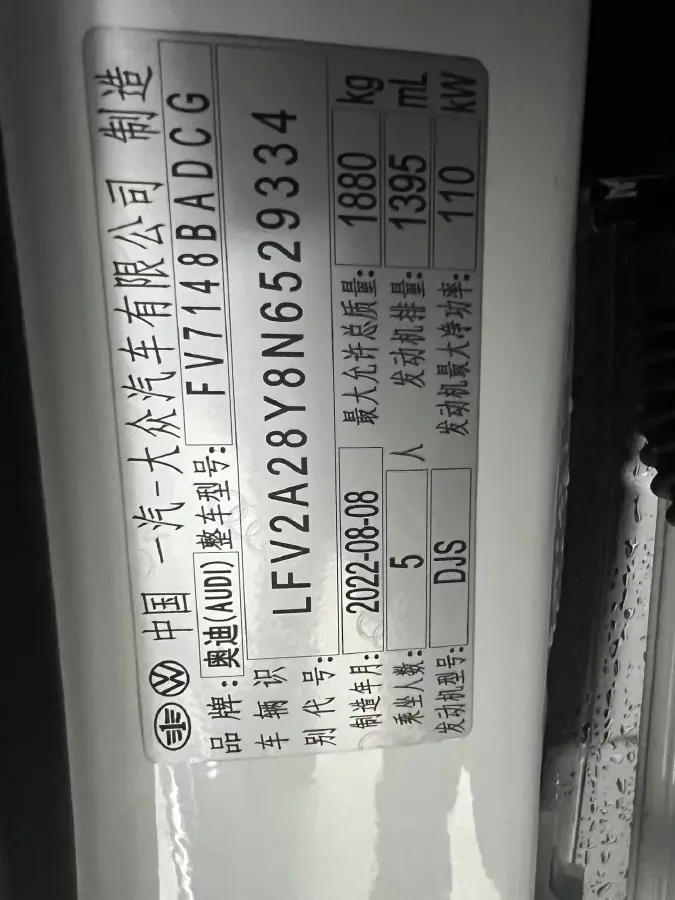 中国 一汽-大众汽车有限公司 制造
品牌: 奥迪(AUDI) 整车型号: FV7148BADCG
车辆识别代号: LFV2A28Y8N6529334
制造年月: 2022-08-08 最大允许总质量: 1880 kg
乘坐人数: 5 人 发动机排量: 1395 mL
发动机型号: DJS 发动机最大净功率: 110 kW